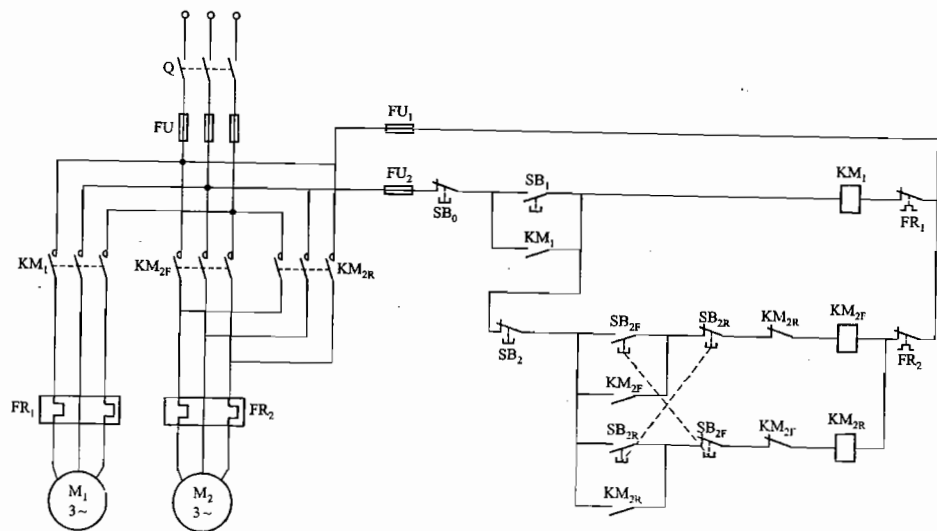 Q
FU
FU₁
FU₂
SB₀
SB₁
KM₁
KM₁
FR₁
KM₁
KM₂F
KM₂R
SB₂
SB₂F
SB₂R
KM₂R
KM₂F
FR₂
KM₂F
SB₂R
SB₂F
KM₂F
KM₂R
KM₂R
FR₁
FR₂
M₁
3~
M₂
3~